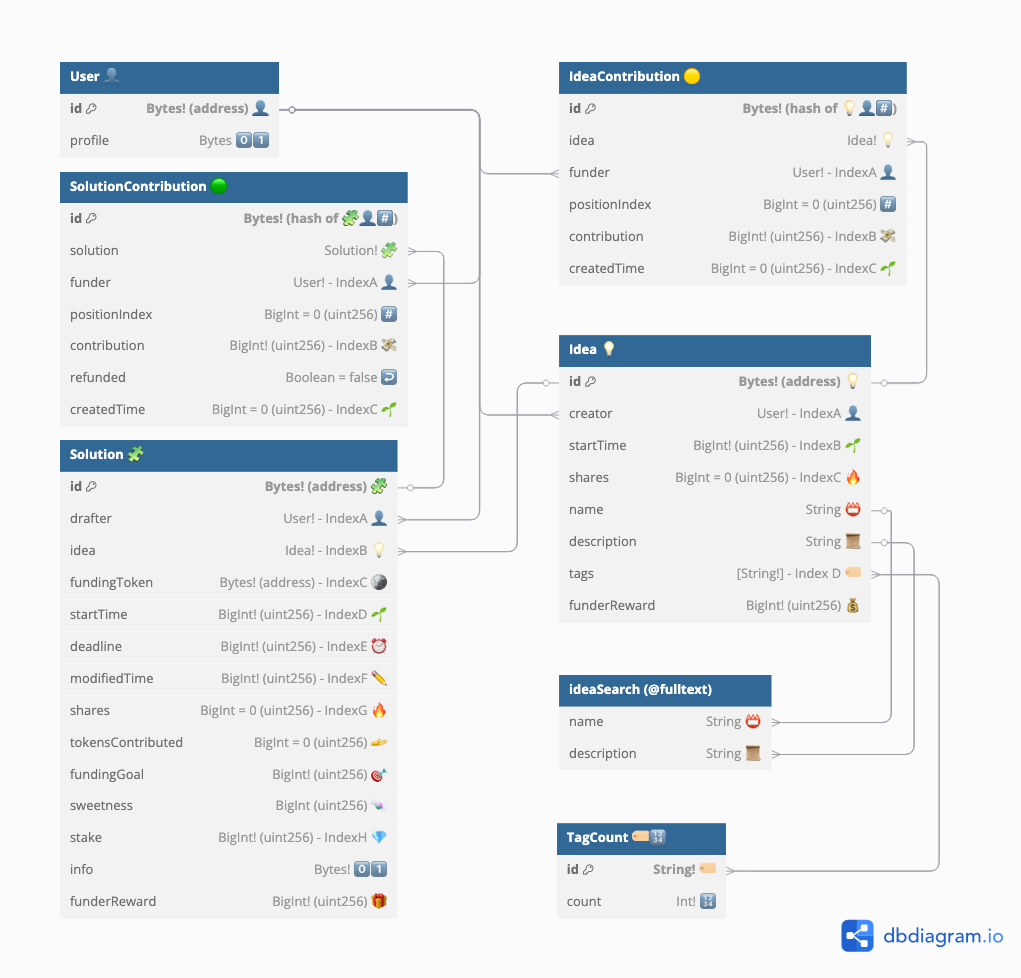 User 👤
id Bytes! (address) 👤
profile Bytes 0️⃣1️⃣
SolutionContribution 🟢
id Bytes! (hash of 🧩👤#️⃣)
solution Solution! 🧩
funder User! - IndexA 👤
positionIndex BigInt = 0 (uint256) #️⃣
contribution BigInt! (uint256) - IndexB 💸
refunded Boolean = false ↩️
createdTime BigInt = 0 (uint256) - IndexC 🌱
Solution 🧩
id Bytes! (address) 🧩
drafter User! - IndexA 👤
idea Idea! - IndexB 💡
fundingToken Bytes! (address) - IndexC 🌘
startTime BigInt! (uint256) - IndexD 🌱
deadline BigInt! (uint256) - IndexE ⏰
modifiedTime BigInt! (uint256) - IndexF ✏️
shares BigInt = 0 (uint256) - IndexG 🔥
tokensContributed BigInt = 0 (uint256) 🫴
fundingGoal BigInt! (uint256) 🎯
sweetness BigInt (uint256) 🍬
stake BigInt! (uint256) - IndexH 💎
info Bytes! 0️⃣1️⃣
funderReward BigInt! (uint256) 🎁
IdeaContribution 🟡
id Bytes! (hash of 💡👤#️⃣)
idea Idea! 💡
funder User! - IndexA 👤
positionIndex BigInt = 0 (uint256) #️⃣
contribution BigInt! (uint256) - IndexB 💸
createdTime BigInt = 0 (uint256) - IndexC 🌱
Idea 💡
id Bytes! (address) 💡
creator User! - IndexA 👤
startTime BigInt! (uint256) - IndexB 🌱
shares BigInt = 0 (uint256) - IndexC 🔥
name String 📛
description String 📜
tags [String!] - Index D 🏷️
funderReward BigInt! (uint256) 💰
ideaSearch (@fulltext)
name String 📛
description String 📜
TagCount 🏷️🔢
id String! 🏷️
count Int! 🔢
dbdiagram.io